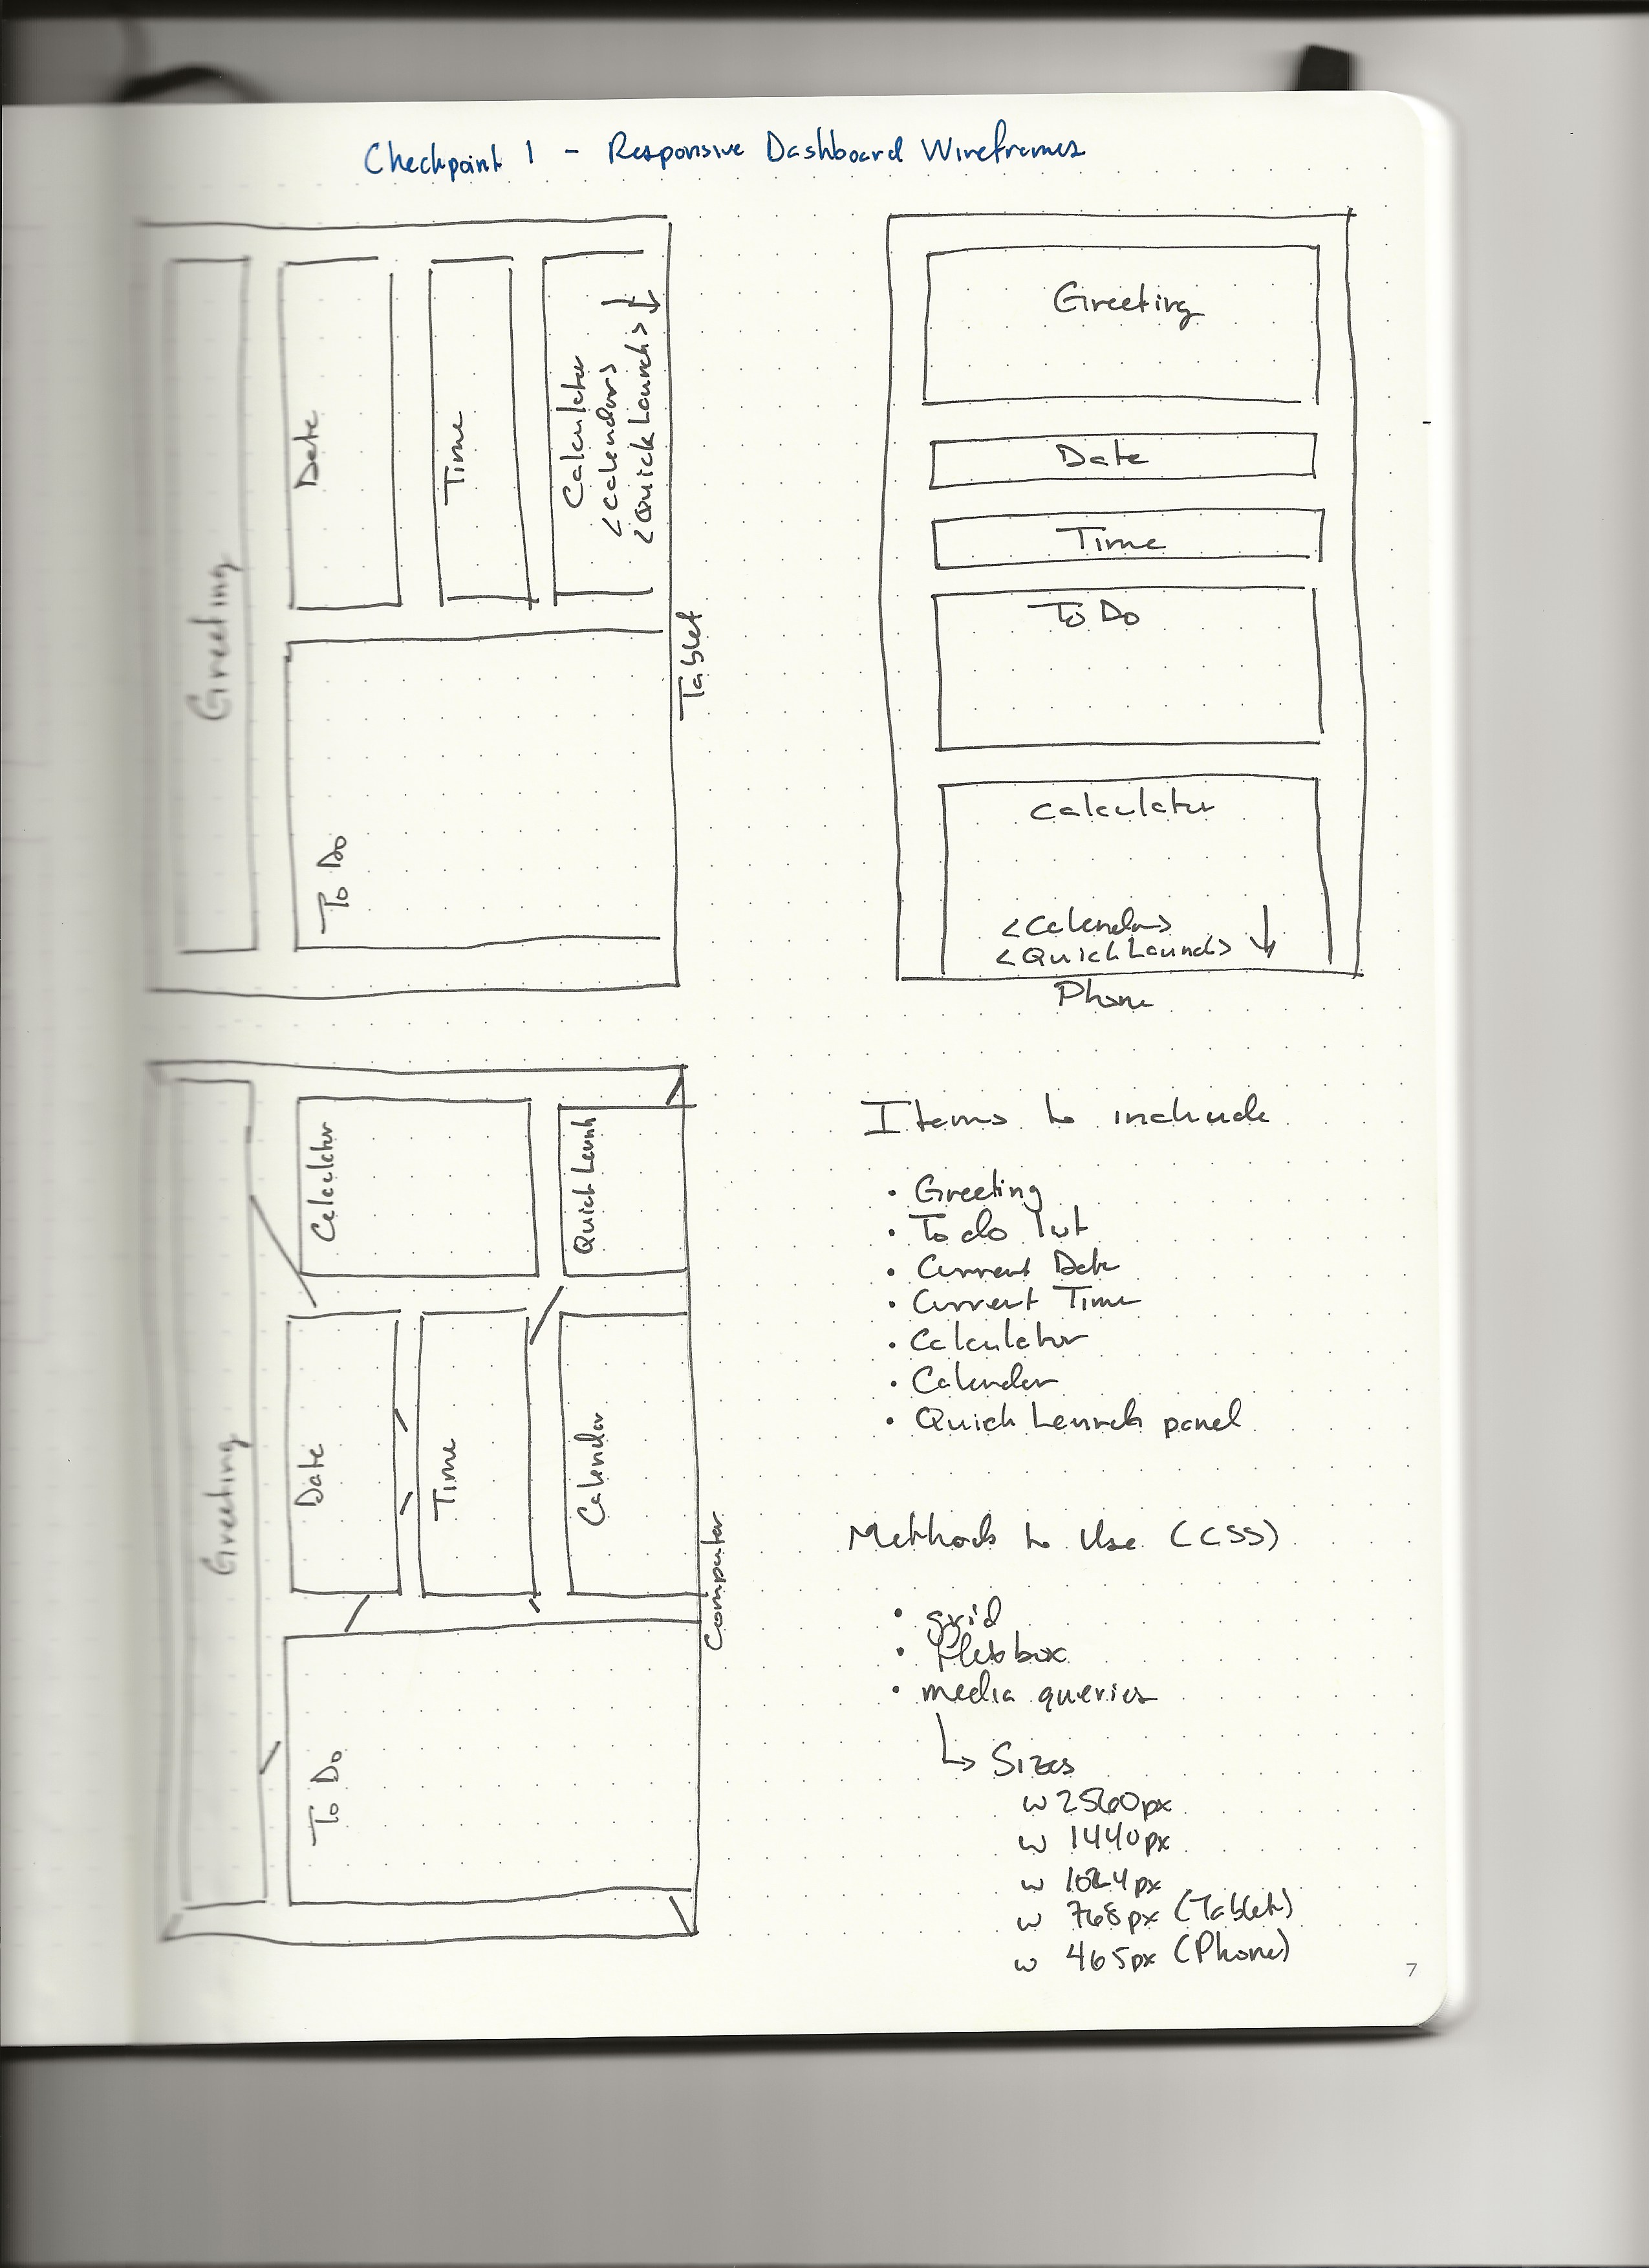 Checkpoint 1 - Responsive Dashboard Wireframes
Greeting
Date
Time
Calculator
<Calendar>
<Quick Launch>
To Do
Tablet
Greeting
Date
Time
To Do
Calculator
<Calendar>
<Quick Launch>
Phone
Greeting
Calculator
Quick Launh
Date
Time
Calendar
To Do
Computer
Items to include
• Greeting
• To do list
• Current Date
• Current Time
• Calculator
• Calendar
• Quick Launch panel
Methods to Use (CSS)
• grid
• Flexbox
• media queries
Sizes
w 2560px
w 1440px
w 1024px
w 768px (Tablet)
w 465px (Phone)
7